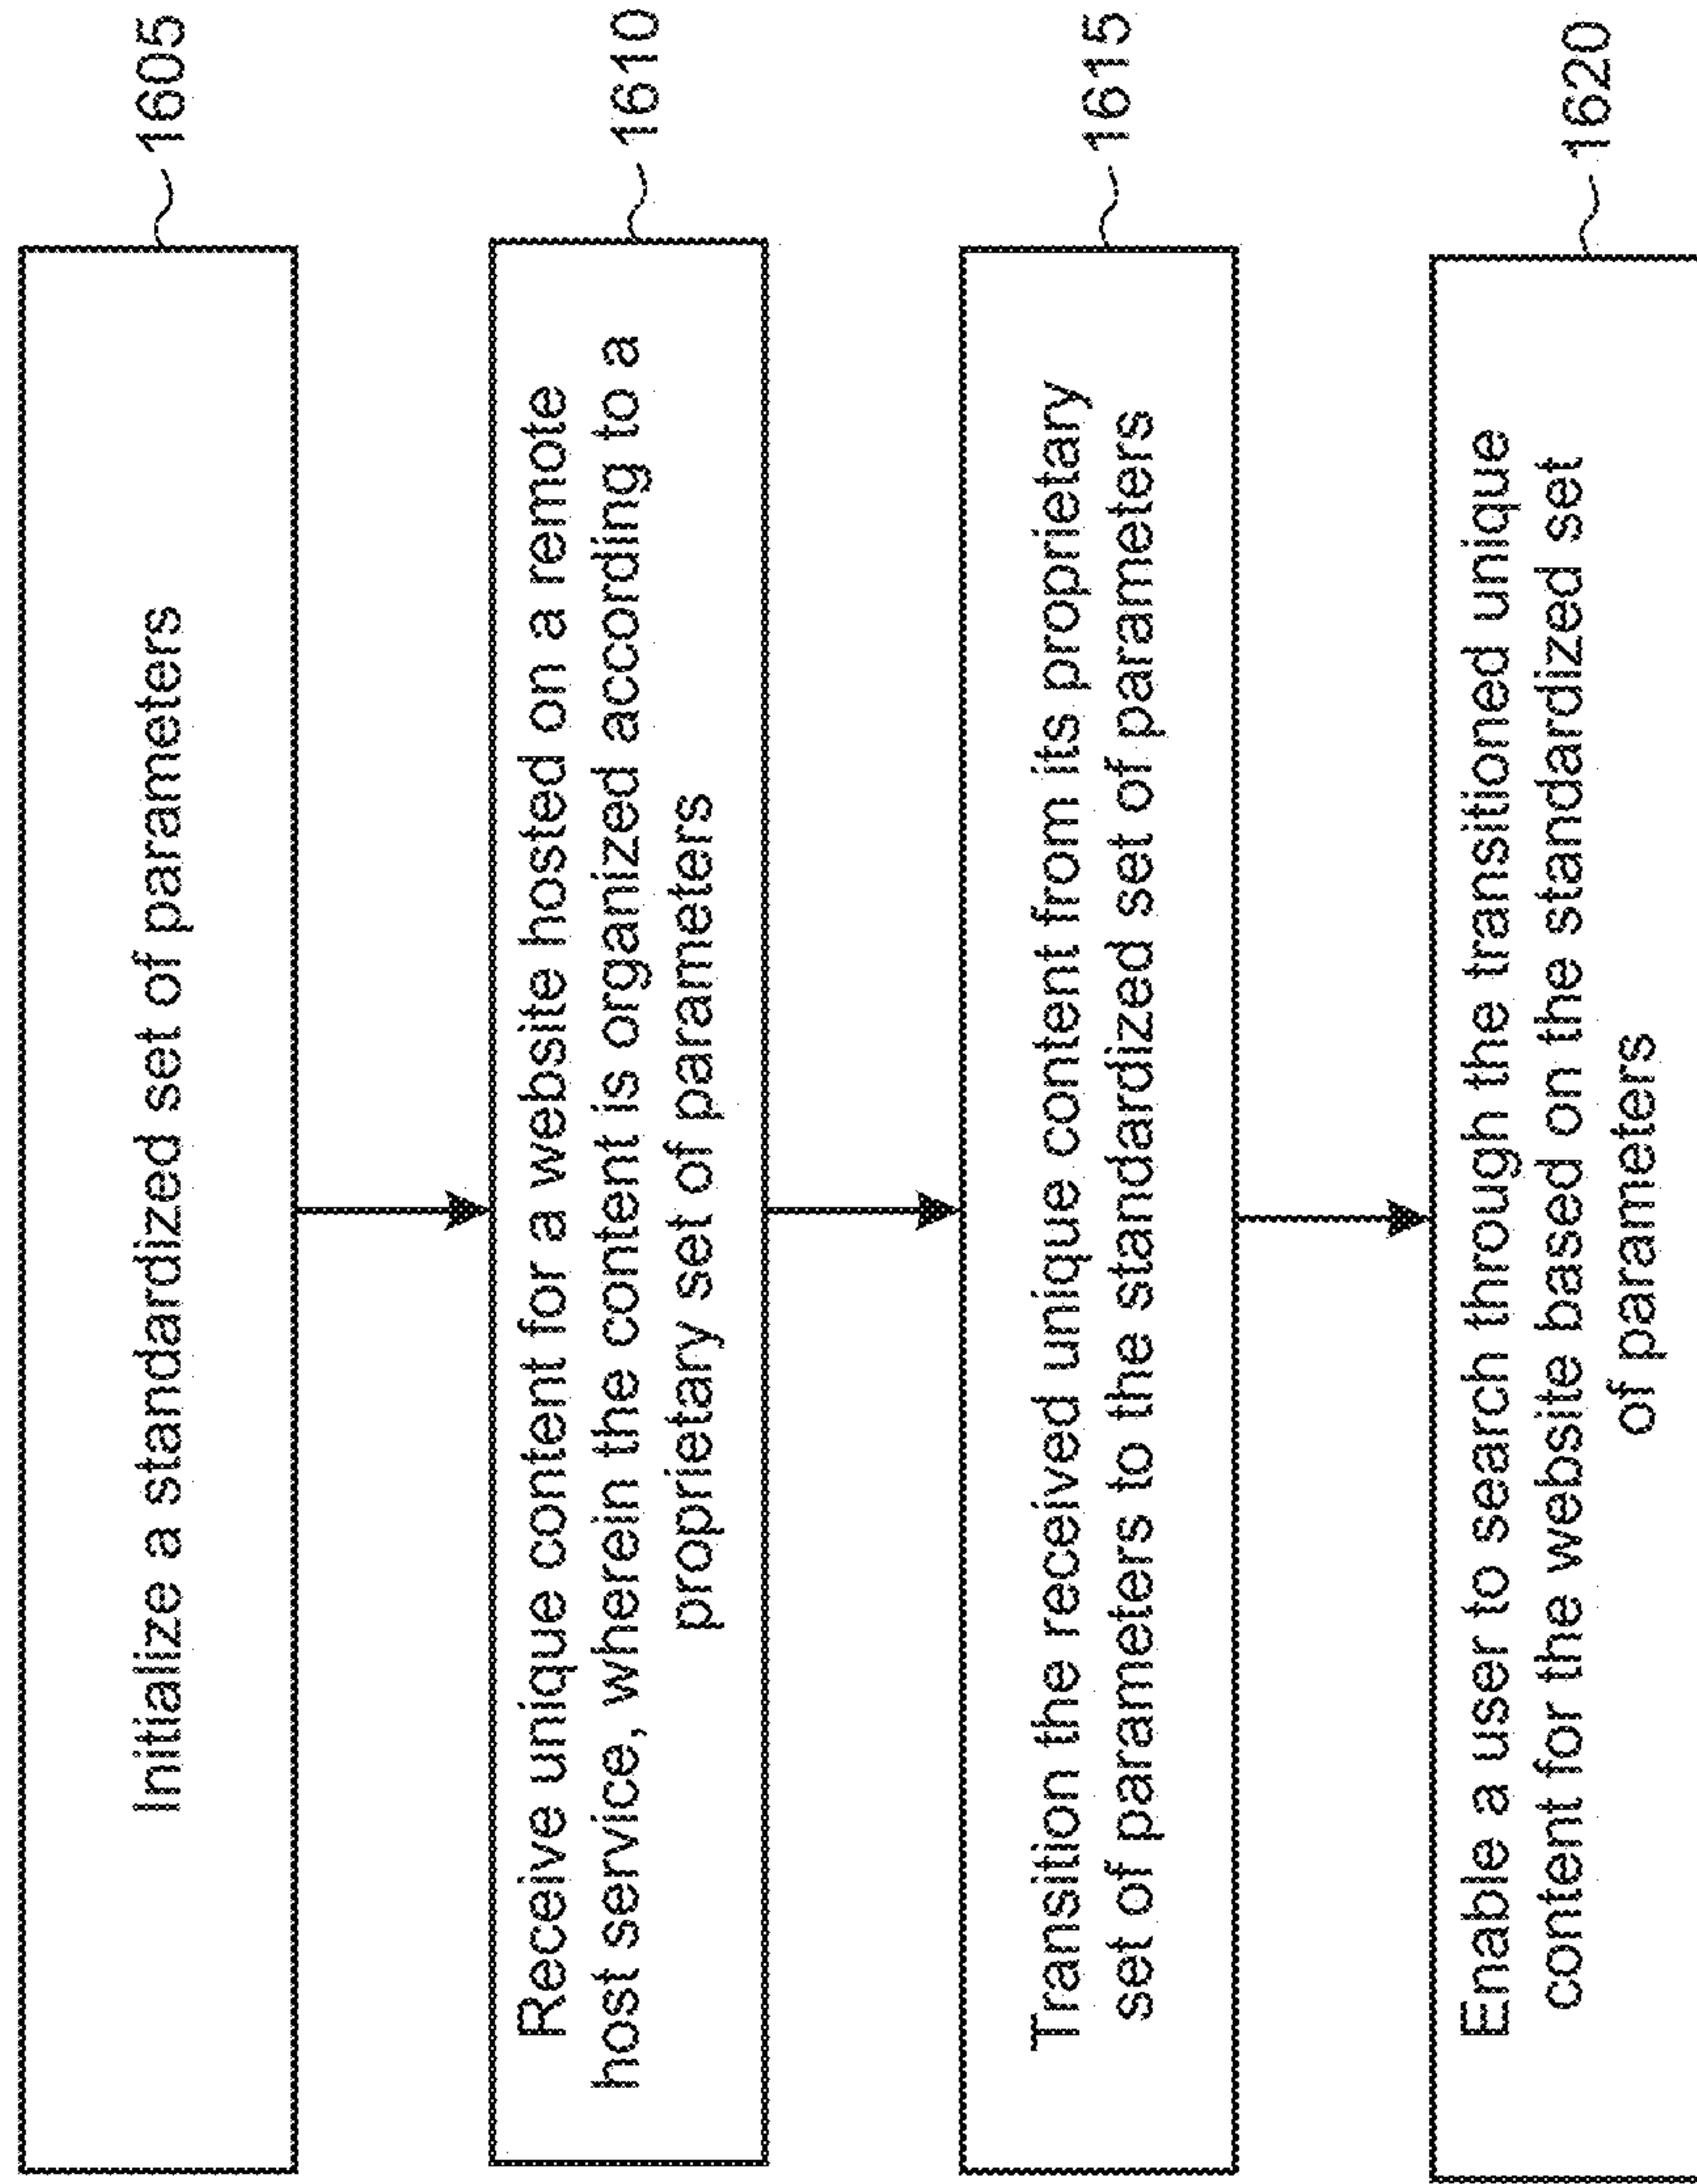 Initialize a standardized set of parameters
1605
Receive unique content for a website hosted on a remote
host service, wherein the content is organized according to a
proprietary set of parameters
1610
Transition the received unique content from its proprietary
set of parameters to the standardized set of parameters
1615
Enable a user to search through the transitioned unique
content for the website based on the standardized set
of parameters
1620